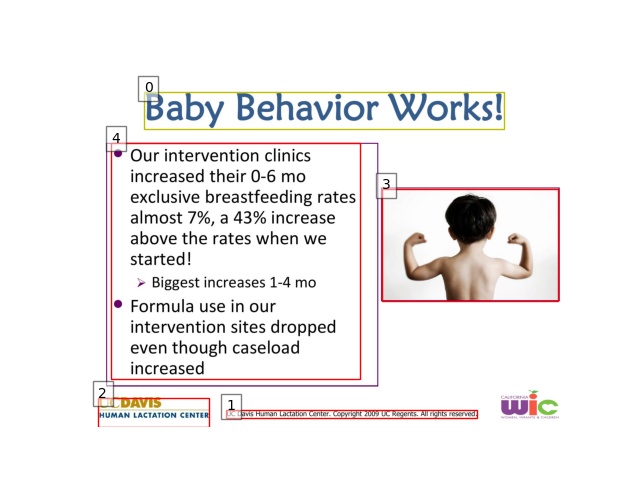 0
Baby Behavior Works!
4
• Our intervention clinics
increased their 0-6 mo
exclusive breastfeeding rates
almost 7%, a 43% increase
above the rates when we
started!
➢ Biggest increases 1-4 mo
• Formula use in our
intervention sites dropped
even though caseload
increased
3
2
UC DAVIS
HUMAN LACTATION CENTER
1
UC Davis Human Lactation Center. Copyright 2009 UC Regents. All rights reserved.
CALIFORNIA
WIC
WOMEN, INFANTS & CHILDREN